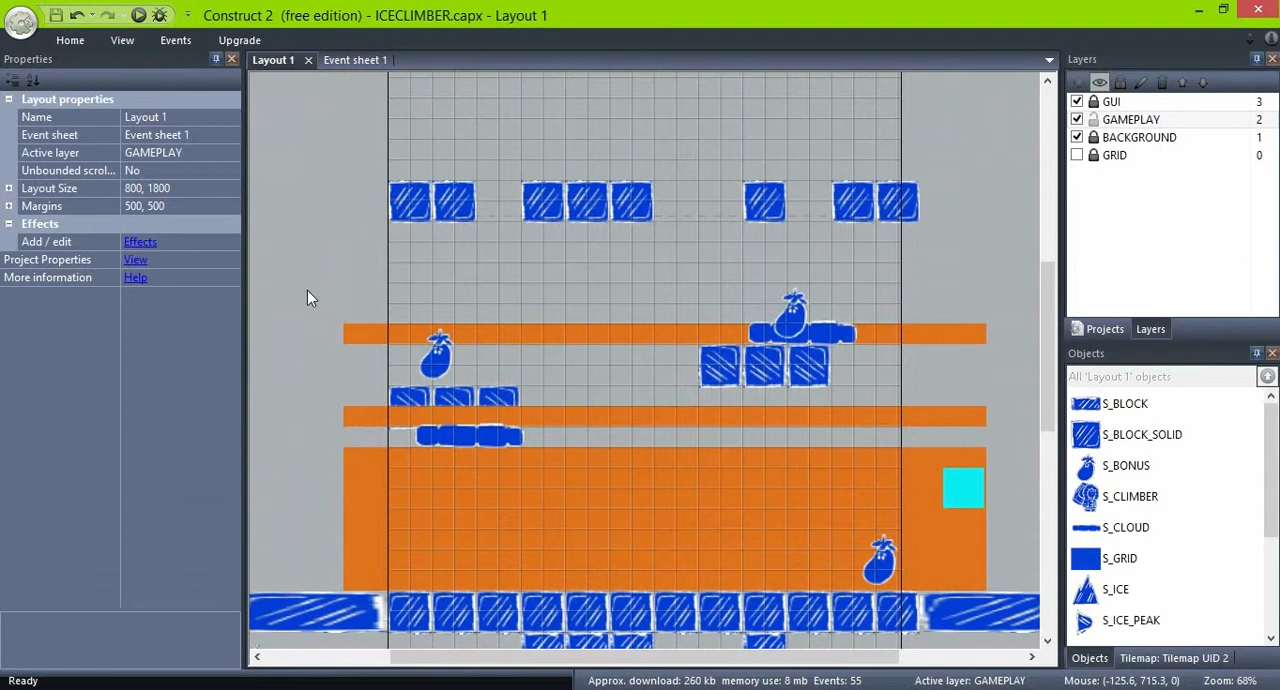 Construct 2 (free edition) - ICECLIMBER.capx - Layout 1
Home View Events Upgrade
Properties
Layout properties
Name Layout 1
Event sheet Event sheet 1
Active layer GAMEPLAY
Unbounded scrol... No
Layout Size 800, 1800
Margins 500, 500
Effects
Add / edit Effects
Project Properties View
More information Help
Layout 1 Event sheet 1
Layers
GUI 3
GAMEPLAY 2
BACKGROUND 1
GRID 0
Projects Layers
Objects
All 'Layout 1' objects
S_BLOCK
S_BLOCK_SOLID
S_BONUS
S_CLIMBER
S_CLOUD
S_GRID
S_ICE
S_ICE_PEAK
Objects Tilemap: Tilemap UID 2
Ready Approx. download: 260 kb memory use: 8 mb Events: 55 Active layer: GAMEPLAY Mouse: (-125.6, 715.3, 0) Zoom: 68%